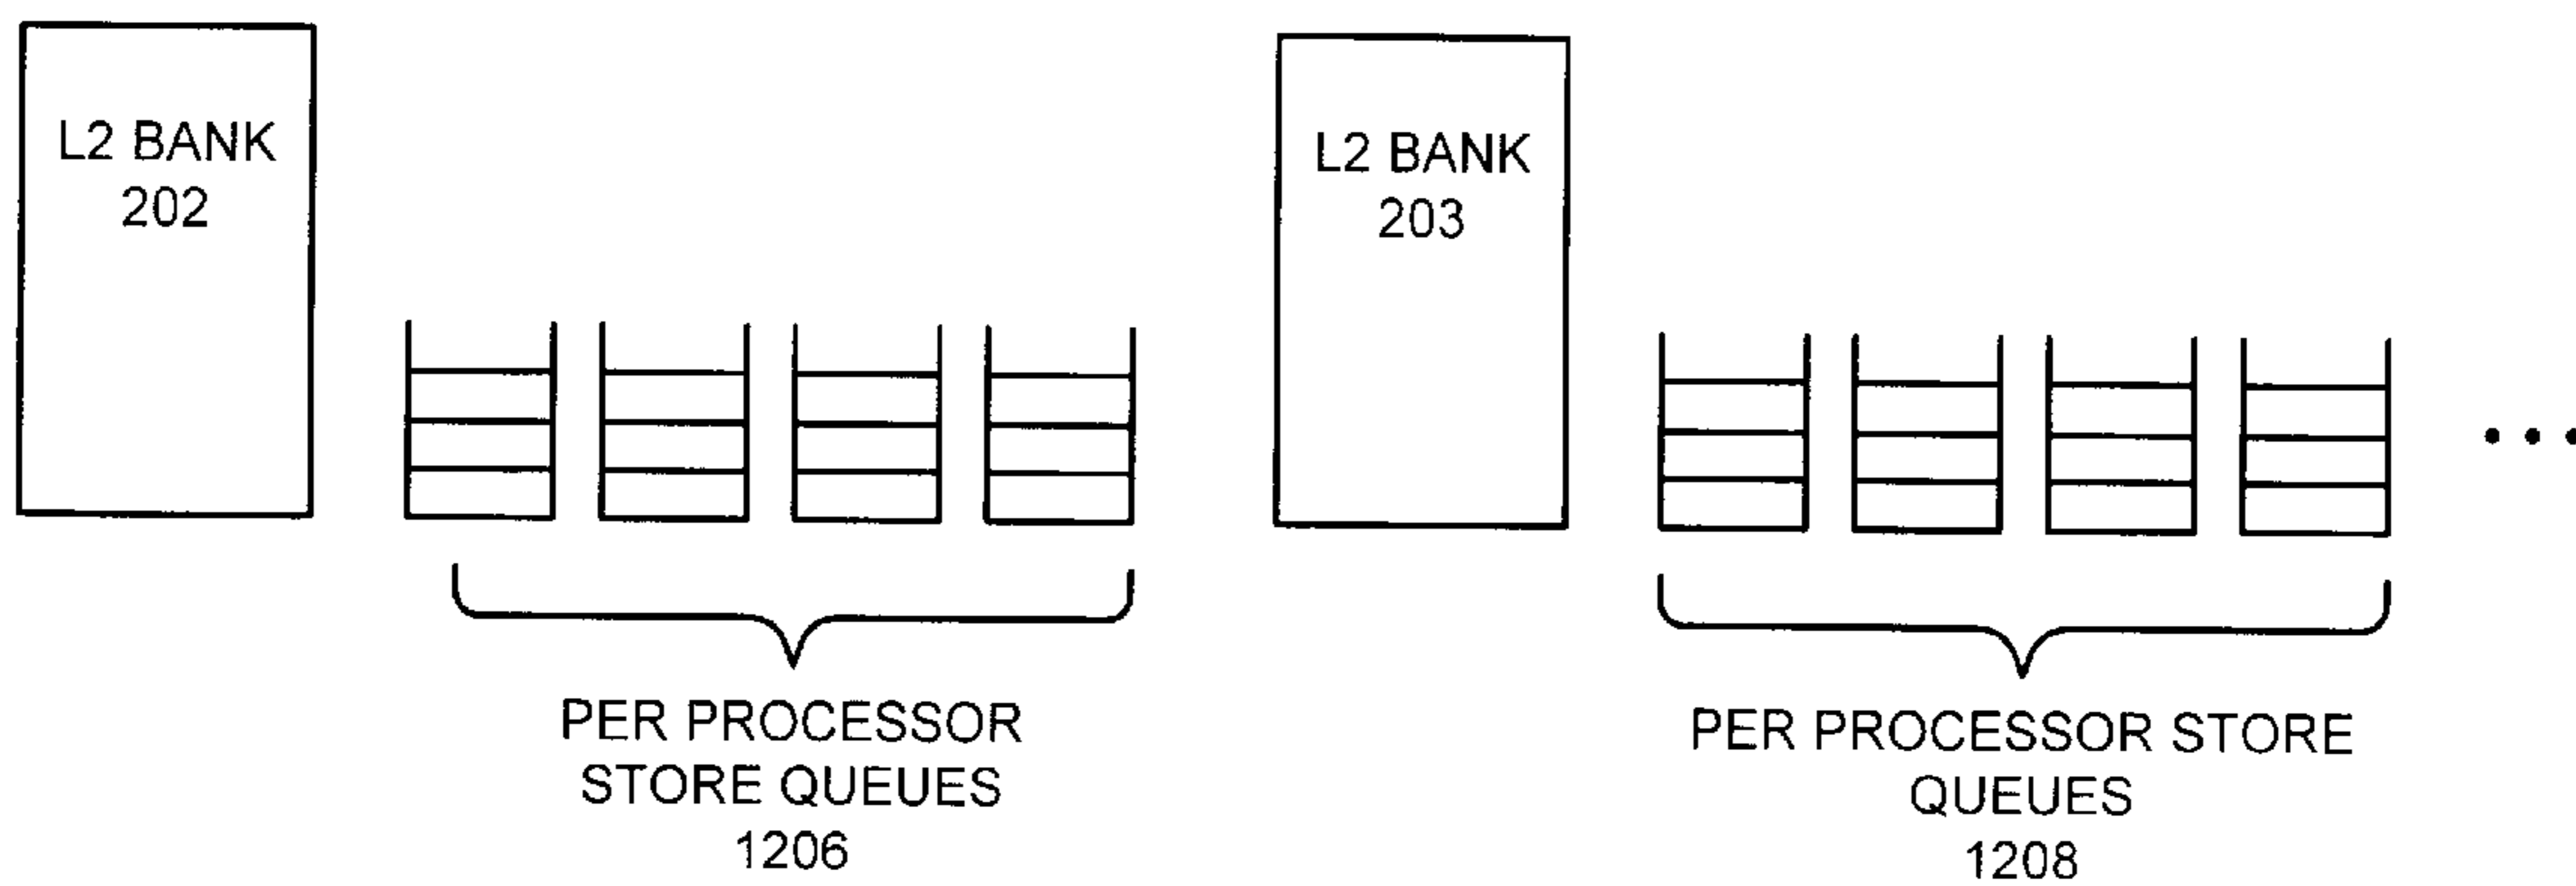 L2 BANK
202
L2 BANK
203
PER PROCESSOR
STORE QUEUES
1206
PER PROCESSOR STORE
QUEUES
1208